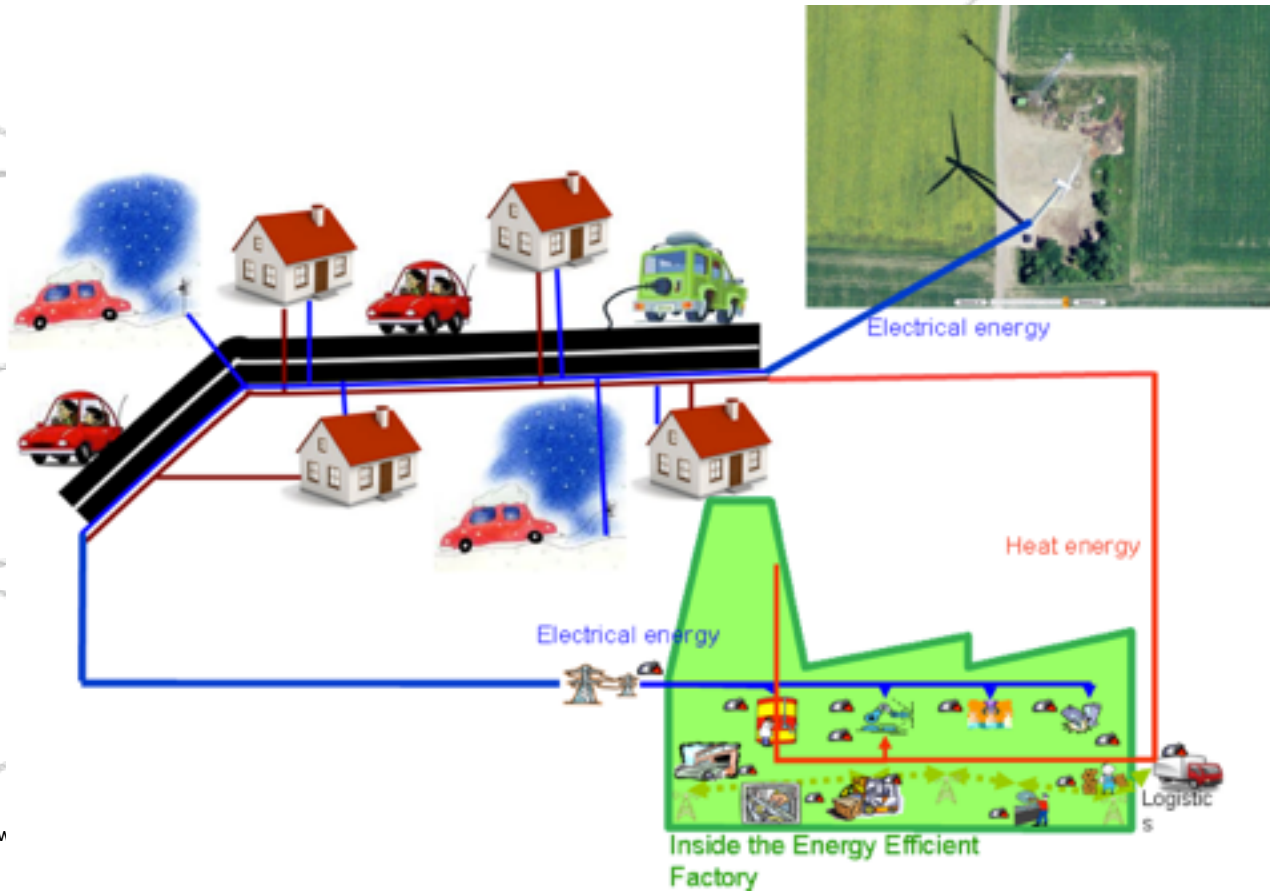 Electrical energy
Heat energy
Electrical energy
Logistic
s
Inside the Energy Efficient
Factory